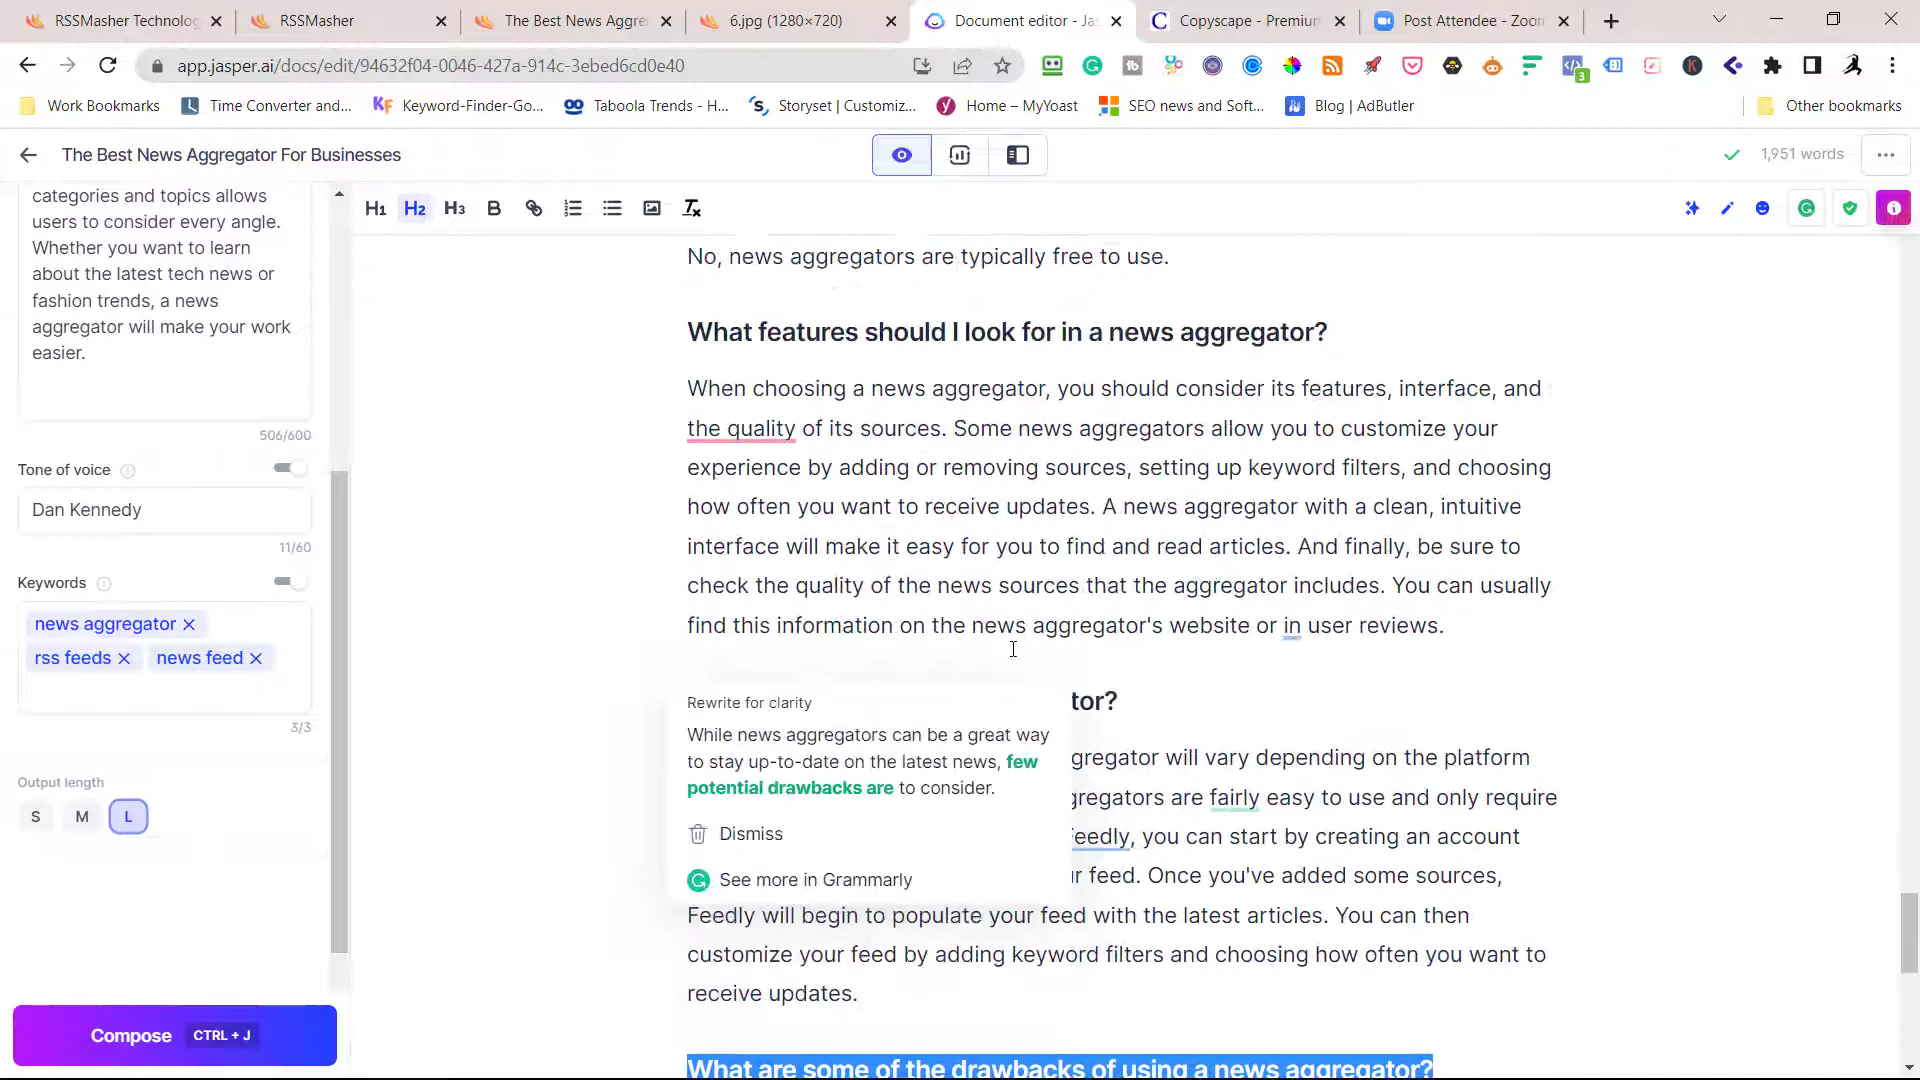 RSSMasher Technolog
RSSMasher
The Best News Aggre
6.jpg (1280×720)
Document editor - Ja
Copyscape - Premium
Post Attendee - Zoom
app.jasper.ai/docs/edit/94632f04-0046-427a-914c-3ebed6cd0e40
Work Bookmarks
Time Converter and...
Keyword-Finder-Go...
Taboola Trends - H...
Storyset | Customiz...
Home – MyYoast
SEO news and Soft...
Blog | AdButler
Other bookmarks
The Best News Aggregator For Businesses
1,951 words
H1 H2 H3 B
categories and topics allows
users to consider every angle.
Whether you want to learn
about the latest tech news or
fashion trends, a news
aggregator will make your work
easier.
506/600
Tone of voice
Dan Kennedy
11/60
Keywords
news aggregator
rss feeds
news feed
3/3
Output length
S M L
Compose CTRL + J
No, news aggregators are typically free to use.
What features should I look for in a news aggregator?
When choosing a news aggregator, you should consider its features, interface, and
the quality of its sources. Some news aggregators allow you to customize your
experience by adding or removing sources, setting up keyword filters, and choosing
how often you want to receive updates. A news aggregator with a clean, intuitive
interface will make it easy for you to find and read articles. And finally, be sure to
check the quality of the news sources that the aggregator includes. You can usually
find this information on the news aggregator's website or in user reviews.
tor?
gregator will vary depending on the platform
gregators are fairly easy to use and only require
Feedly, you can start by creating an account
r feed. Once you've added some sources,
Feedly will begin to populate your feed with the latest articles. You can then
customize your feed by adding keyword filters and choosing how often you want to
receive updates.
What are some of the drawbacks of using a news aggregator?
Rewrite for clarity
While news aggregators can be a great way
to stay up-to-date on the latest news, few
potential drawbacks are to consider.
Dismiss
See more in Grammarly